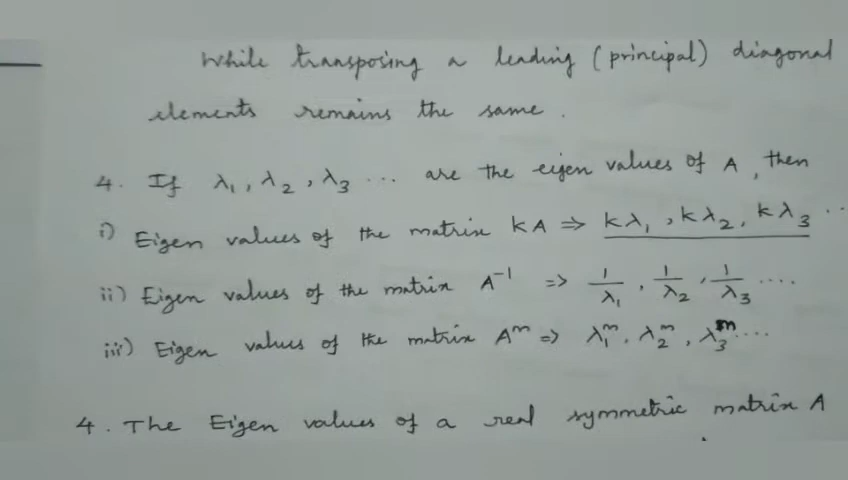 While transposing a leading (principal) diagonal
elements remains the same.
4. If λ₁, λ₂, λ₃ ... are the eigen values of A, then
i) Eigen values of the matrix kA ⇒ kλ₁, kλ₂, kλ₃ ..
ii) Eigen values of the matrix A⁻¹ => 1/λ₁, 1/λ₂, 1/λ₃ ....
iii) Eigen values of the matrix Aᵐ => λ₁ᵐ, λ₂ᵐ, λ₃ᵐ ....
4. The Eigen values of a real symmetric matrix A